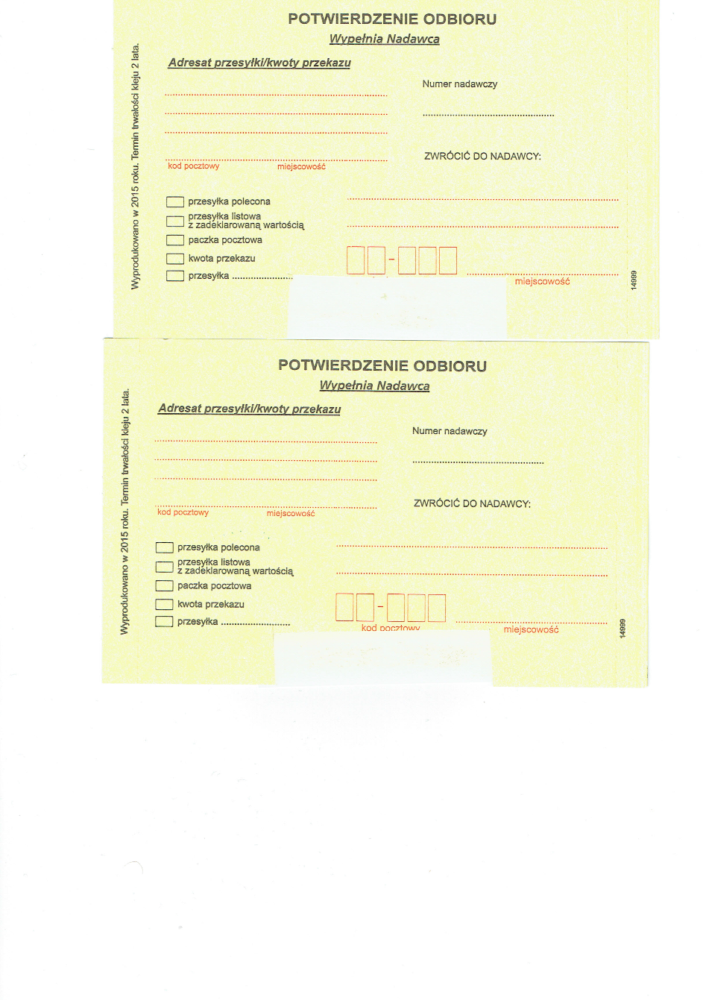 POTWIERDZENIE ODBIORU
Wypełnia Nadawca
Adresat przesyłki/kwoty przekazu
Numer nadawczy
ZWRÓCIĆ DO NADAWCY:
kod pocztowy miejscowość
przesyłka polecona
przesyłka listowa
z zadeklarowaną wartością
paczka pocztowa
kwota przekazu
przesyłka ......................
miejscowość
Wyprodukowano w 2015 roku. Termin trwałości kleju 2 lata.
14999
POTWIERDZENIE ODBIORU
Wypełnia Nadawca
Adresat przesyłki/kwoty przekazu
Numer nadawczy
ZWRÓCIĆ DO NADAWCY:
kod pocztowy miejscowość
przesyłka polecona
przesyłka listowa
z zadeklarowaną wartością
paczka pocztowa
kwota przekazu
przesyłka .........................
kod pocztowy miejscowość
Wyprodukowano w 2015 roku. Termin trwałości kleju 2 lata.
14999